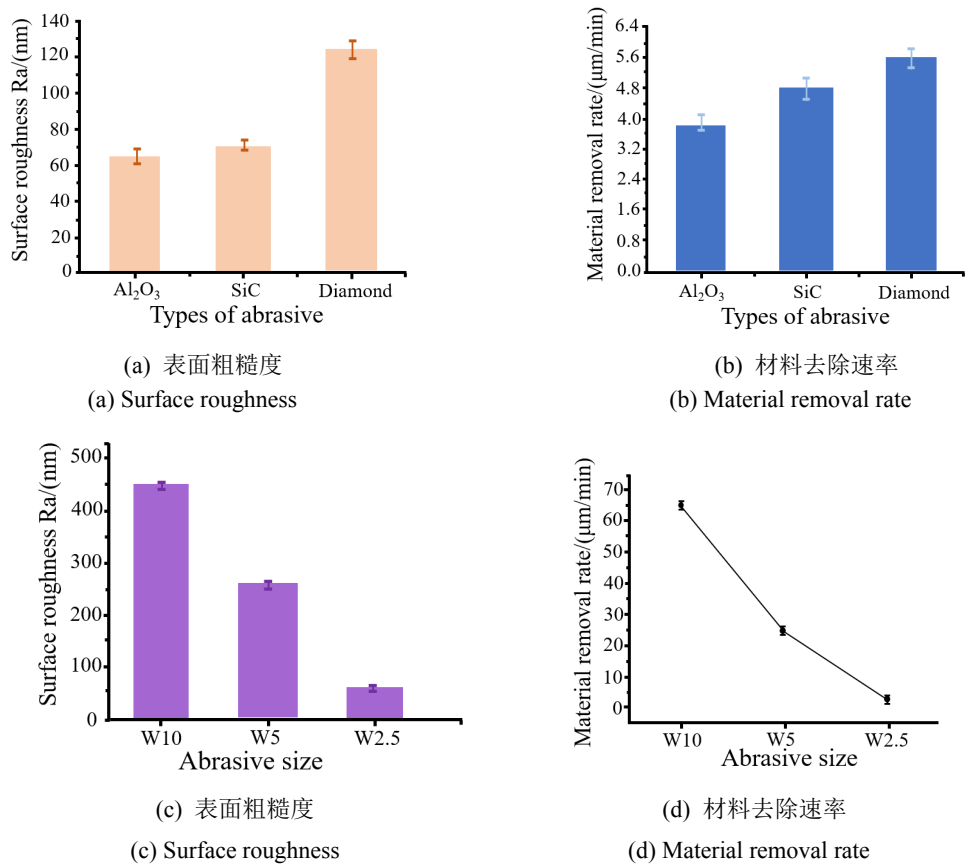 Surface roughness Ra/(nm)
140
120
100
80
60
40
20
0
Al₂O₃ SiC Diamond
Types of abrasive
(a) 表面粗糙度
(a) Surface roughness
Material removal rate/(μm/min)
6.4
5.6
4.8
4.0
3.2
2.4
1.6
0.8
0.0
Al₂O₃ SiC Diamond
Types of abrasive
(b) 材料去除速率
(b) Material removal rate
Surface roughness Ra/(nm)
500
400
300
200
100
0
W10 W5 W2.5
Abrasive size
(c) 表面粗糙度
(c) Surface roughness
Material removal rate/(μm/min)
70
60
50
40
30
20
10
0
W10 W5 W2.5
Abrasive size
(d) 材料去除速率
(d) Material removal rate